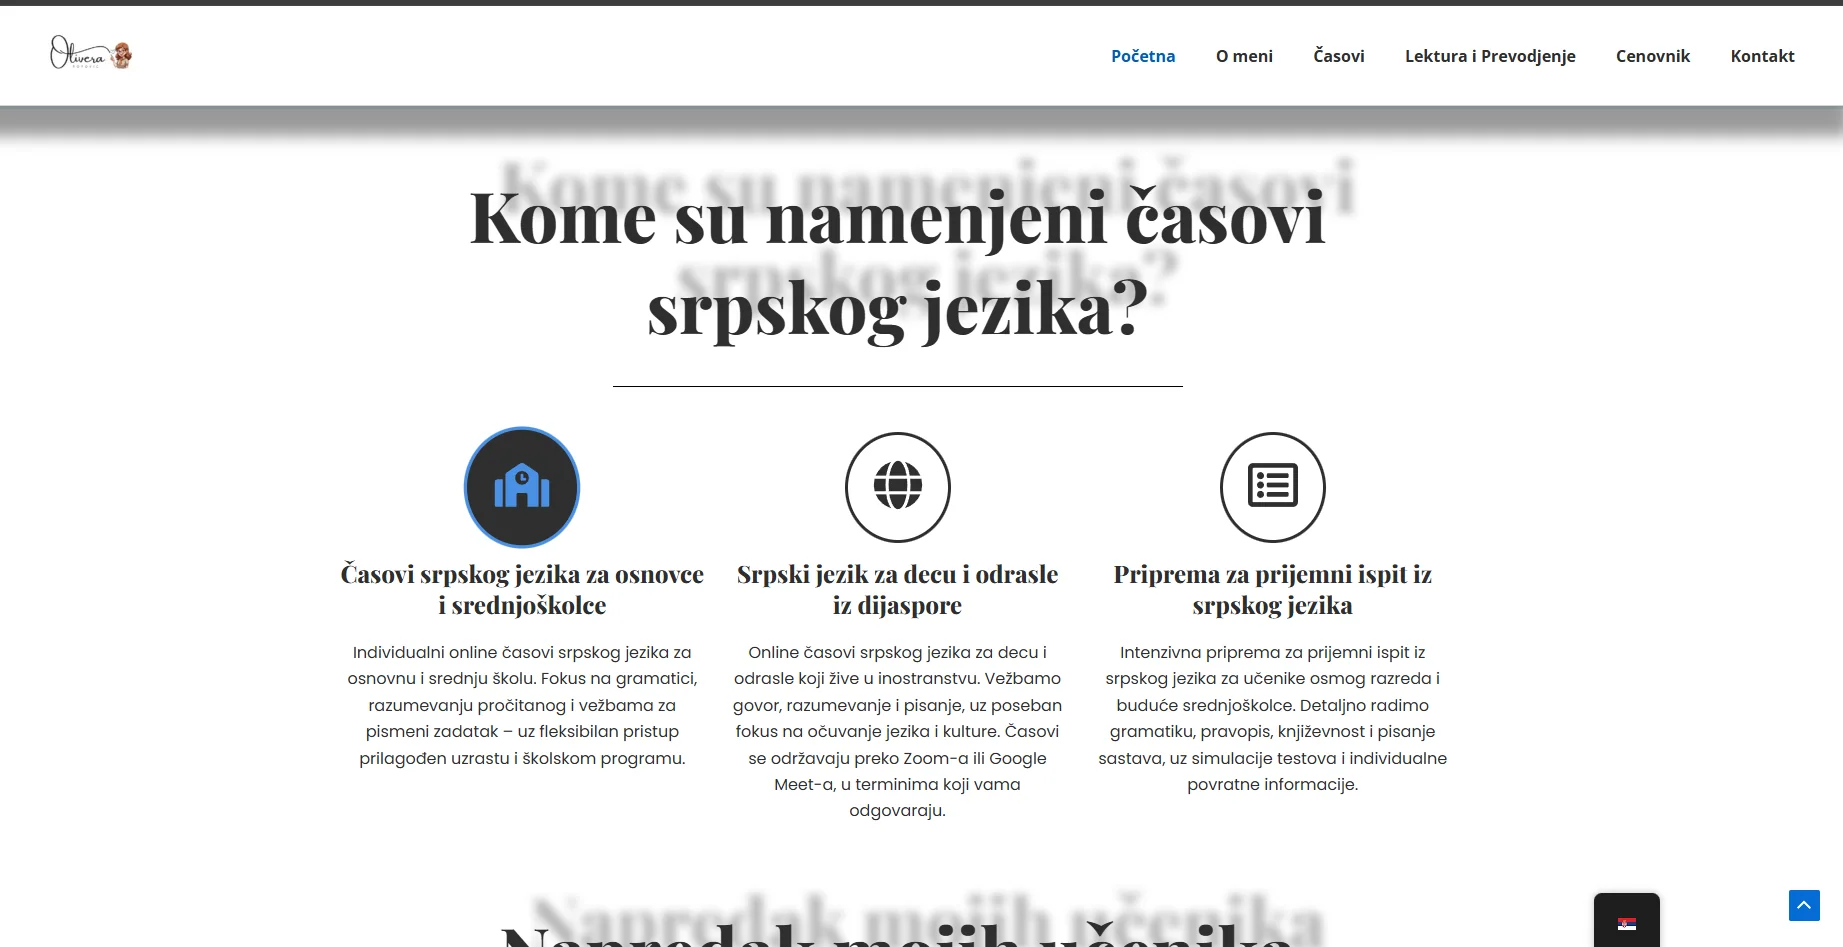 Olivera
Početna
O meni
Časovi
Lektura i Prevodjenje
Cenovnik
Kontakt
Kome su namenjeni časovi
srpskog jezika?
Časovi srpskog jezika za osnovce
i srednjoškolce
Individualni online časovi srpskog jezika za
osnovnu i srednju školu. Fokus na gramatici,
razumevanju pročitanog i vežbama za
pismeni zadatak – uz fleksibilan pristup
prilagođen uzrastu i školskom programu.
Srpski jezik za decu i odrasle
iz dijaspore
Online časovi srpskog jezika za decu i
odrasle koji žive u inostranstvu. Vežbamo
govor, razumevanje i pisanje, uz poseban
fokus na očuvanje jezika i kulture. Časovi
se održavaju preko Zoom-a ili Google
Meet-a, u terminima koji vama
odgovaraju.
Priprema za prijemni ispit iz
srpskog jezika
Intenzivna priprema za prijemni ispit iz
srpskog jezika za učenike osmog razreda i
buduće srednjoškolce. Detaljno radimo
gramatiku, pravopis, književnost i pisanje
sastava, uz simulacije testova i individualne
povratne informacije.
Napredak mojih učenika